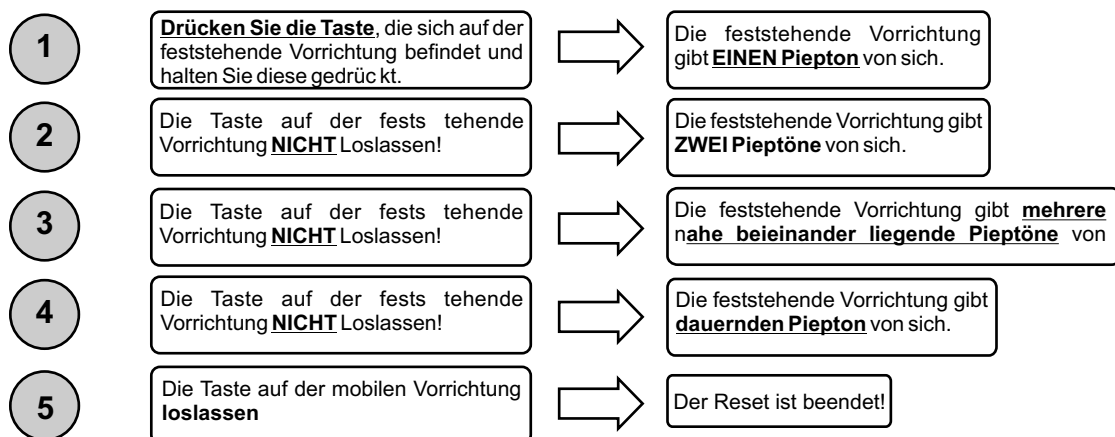 1
Drücken Sie die Taste, die sich auf der
feststehende Vorrichtung befindet und
halten Sie diese gedrü kt.
Die feststehende Vorrichtung
gibt EINEN Piepton von sich.
2
Die Taste auf der fests tehende
Vorrichtung NICHT Loslassen!
Die feststehende Vorrichtung gibt
ZWEI Pieptöne von sich.
3
Die Taste auf der fests tehende
Vorrichtung NICHT Loslassen!
Die feststehende Vorrichtung gibt mehrere
nahe beieinander liegende Pieptöne von
4
Die Taste auf der fests tehende
Vorrichtung NICHT Loslassen!
Die feststehende Vorrichtung gibt
dauernden Piepton von sich.
5
Die Taste auf der mobilen Vorrichtung
loslassen
Der Reset ist beendet!